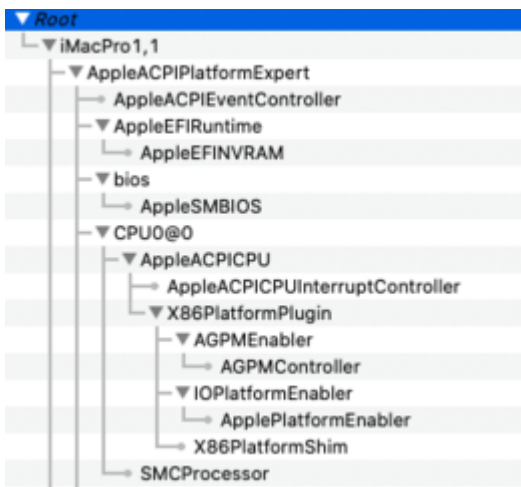 Root
iMacPro1,1
AppleACPIPlatformExpert
AppleACPIEventController
AppleEFIRuntime
AppleEFINVRAM
bios
AppleSMBIOS
CPU0@0
AppleACPICPU
AppleACPICPUInterruptController
X86PlatformPlugin
AGPMEnabler
AGPMController
IOPlatformEnabler
ApplePlatformEnabler
X86PlatformShim
SMCProcessor